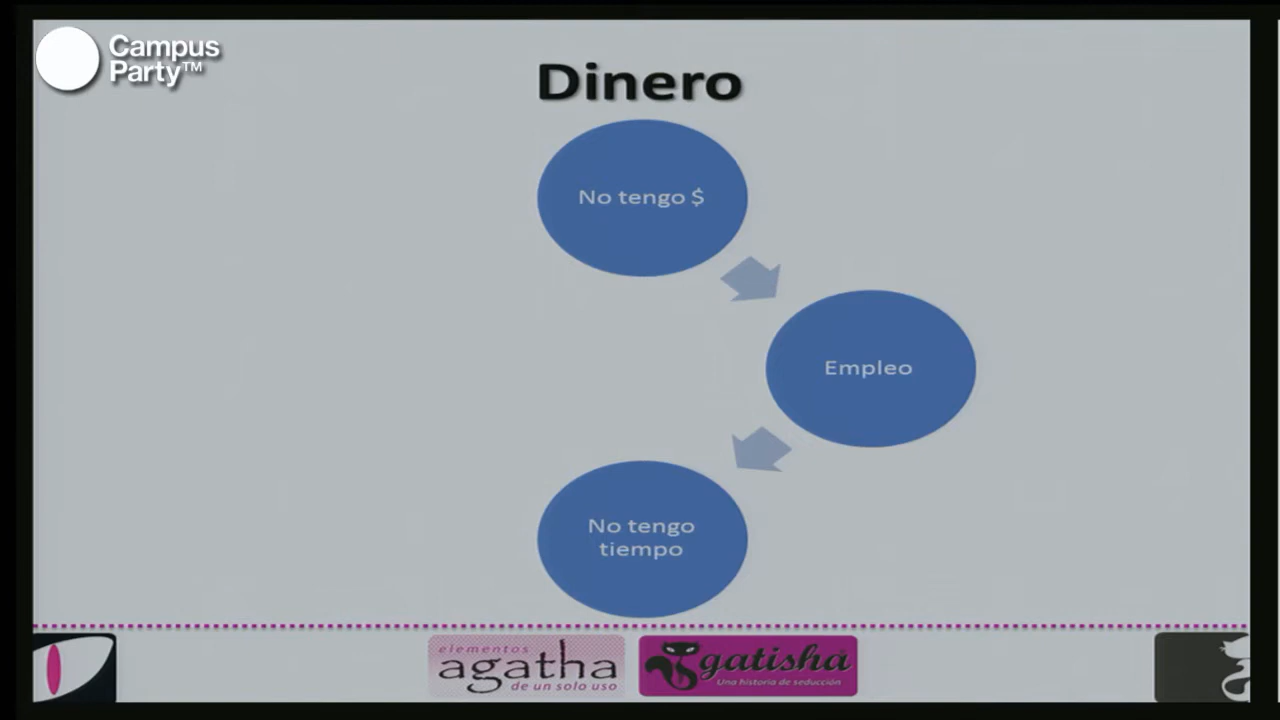 Campus
Party™
Dinero
No tengo $
Empleo
No tengo
tiempo
elementos
agatha
de un solo uso
gatisha
Una historia de seducción